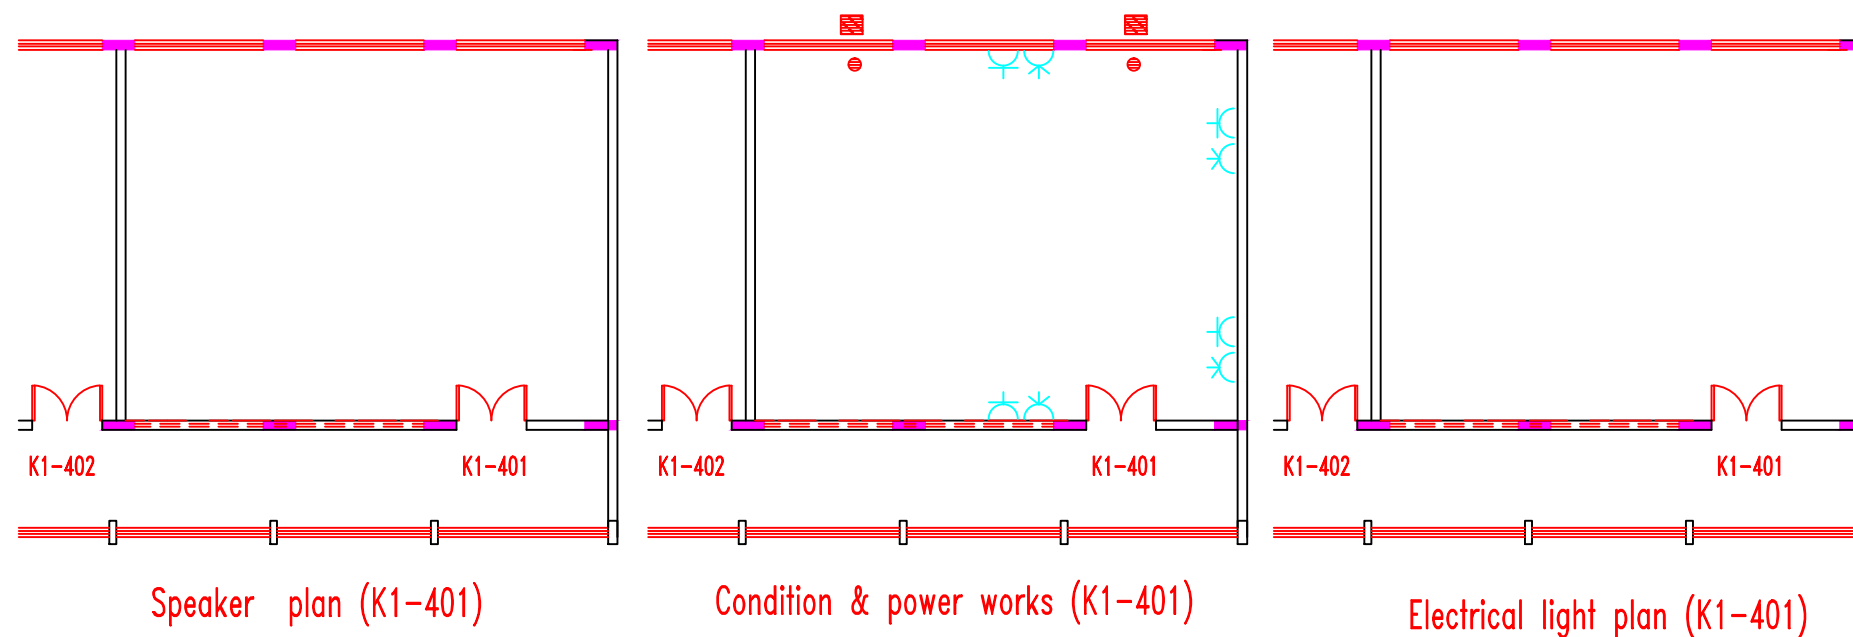 K1-402
K1-401
K1-402
K1-401
K1-402
K1-401
Speaker plan (K1-401)
Condition & power works (K1-401)
Electrical light plan (K1-401)